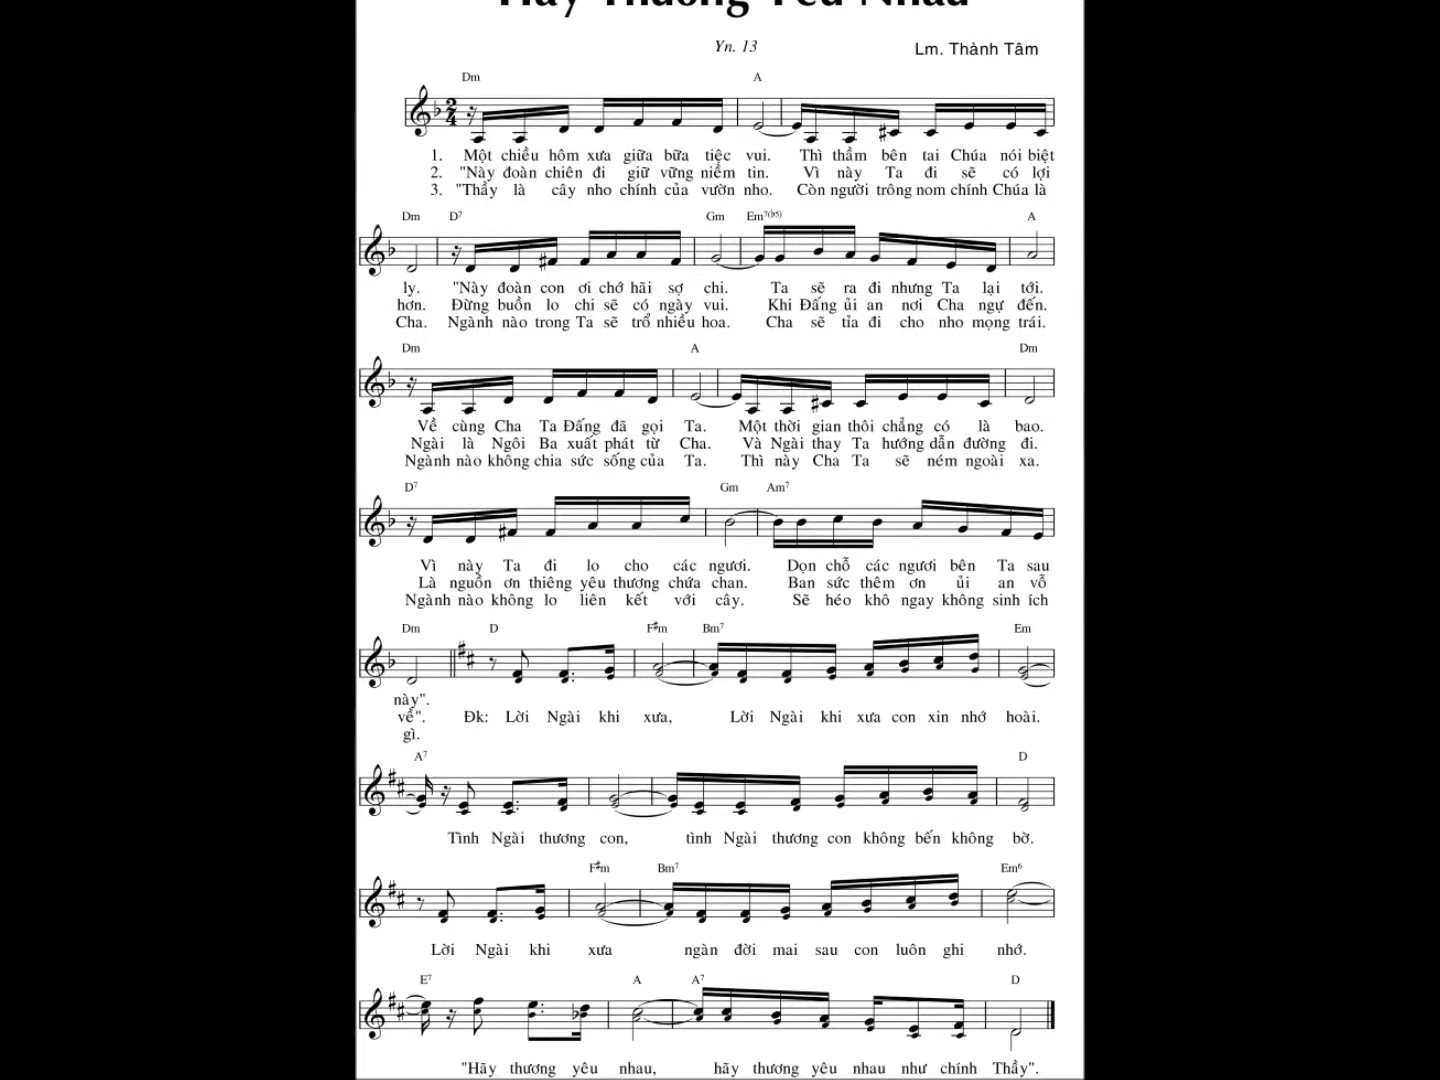 Hãy Thương Yêu Nhau
Yn. 13
Lm. Thành Tâm
Dm A
1. Một chiều hôm xưa giữa bữa tiệc vui. Thì thầm bên tai Chúa nói biệt
2. "Này đoàn chiên đi giữ vững niềm tin. Vì này Ta đi sẽ có lợi
3. "Thầy là cây nho chính của vườn nho. Còn người trông nom chính Chúa là
Dm D7 Gm Em7(b5) A
ly. "Này đoàn con ơi chớ hãi sợ chi. Ta sẽ ra đi nhưng Ta lại tới.
hơn. Đừng buồn lo chi sẽ có ngày vui. Khi Đấng ủi an nơi Cha ngự đến.
Cha. Ngành nào trong Ta sẽ trổ nhiều hoa. Cha sẽ tỉa đi cho nho mọng trái.
Dm A Dm
Về cùng Cha Ta Đấng đã gọi Ta. Một thời gian thôi chẳng có là bao.
Ngài là Ngôi Ba xuất phát từ Cha. Và Ngài thay Ta hướng dẫn đường đi.
Ngành nào không chia sức sống của Ta. Thì này Cha Ta sẽ ném ngoài xa.
D7 Gm Am7
Vì này Ta đi lo cho các ngươi. Dọn chỗ các ngươi bên Ta sau
Là nguồn ơn thiêng yêu thương chứa chan. Ban sức thêm ơn ủi an vỗ
Ngành nào không lo liên kết với cây. Sẽ héo khô ngay không sinh ích
Dm D F#m Bm7 Em
này".
về". Đk: Lời Ngài khi xưa, Lời Ngài khi xưa con xin nhớ hoài.
gì.
A7 D
Tình Ngài thương con, tình Ngài thương con không bến không bờ.
F#m Bm7 Em6
Lời Ngài khi xưa ngàn đời mai sau con luôn ghi nhớ.
E7 A A7 D
"Hãy thương yêu nhau, hãy thương yêu nhau như chính Thầy".